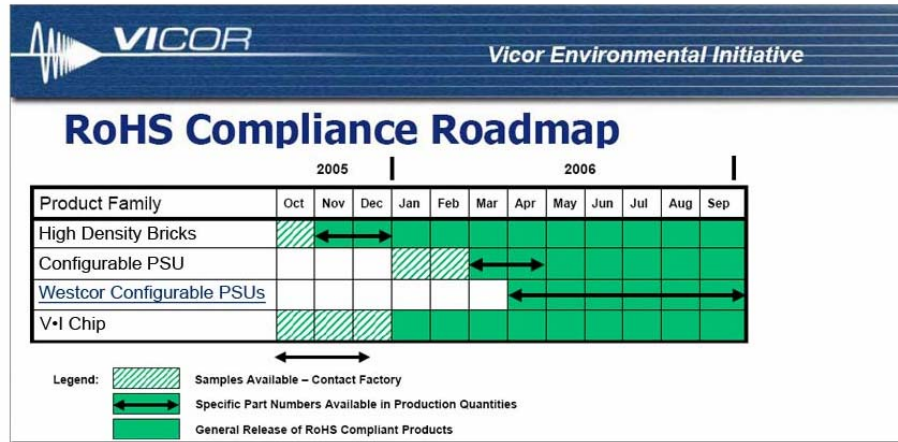 VICOR
Vicor Environmental Initiative
RoHS Compliance Roadmap
2005 2006
Product Family Oct Nov Dec Jan Feb Mar Apr May Jun Jul Aug Sep
High Density Bricks
Configurable PSU
Westcor Configurable PSUs
V•I Chip
Legend: Samples Available – Contact Factory
Specific Part Numbers Available in Production Quantities
General Release of RoHS Compliant Products